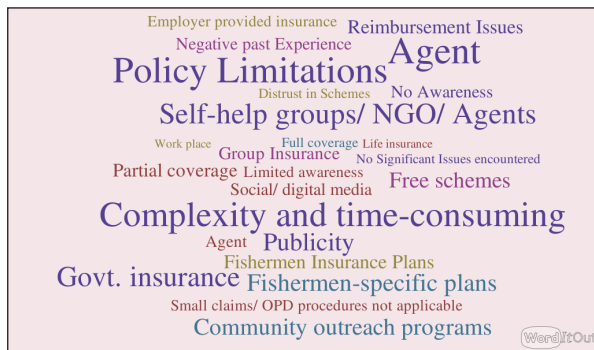 Employer provided insurance
Reimbursement Issues
Negative past Experience
Agent
Policy Limitations
Distrust in Schemes
No Awareness
Self-help groups/ NGO/ Agents
Work place
Full coverage
Life insurance
Group Insurance
No Significant Issues encountered
Partial coverage
Limited awareness
Free schemes
Social/ digital media
Complexity and time-consuming
Agent
Publicity
Fishermen Insurance Plans
Govt. insurance
Fishermen-specific plans
Small claims/ OPD procedures not applicable
Community outreach programs
WordItOut